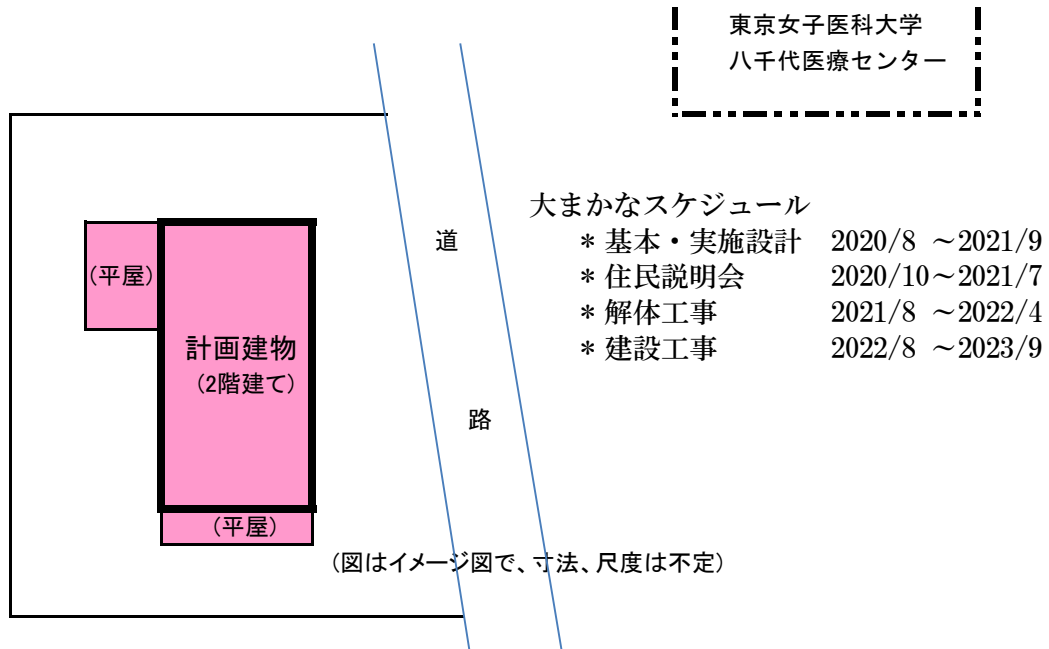 東京女子医科大学
八千代医療センター
大まかなスケジュール
＊基本・実施設計 2020/8 ～2021/9
＊住民説明会 2020/10～2021/7
＊解体工事 2021/8 ～2022/4
＊建設工事 2022/8 ～2023/9
道
路
(平屋)
計画建物
(2階建て)
(平屋)
(図はイメージ図で、寸法、尺度は不定)